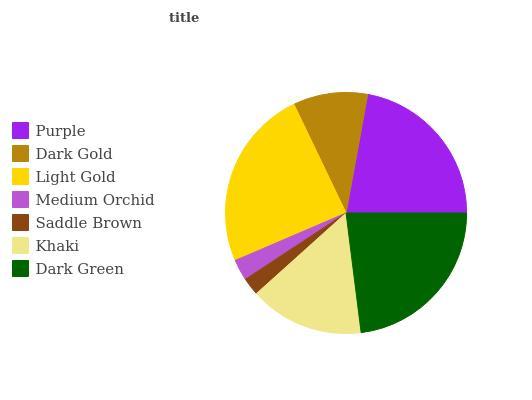 title
Purple
Dark Gold
Light Gold
Medium Orchid
Saddle Brown
Khaki
Dark Green